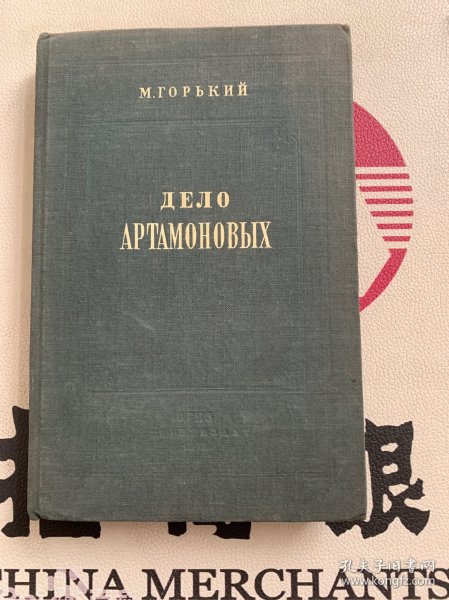 М. ГОРЬКИЙ
ДЕЛО
АРТАМОНОВЫХ
CHINA MERCHANTS
孔夫子旧书网
www.kongfz.com